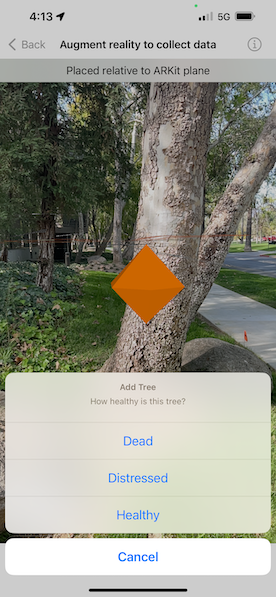 4:13
5G
Back
Augment reality to collect data
Placed relative to ARKit plane
Add Tree
How healthy is this tree?
Dead
Distressed
Healthy
Cancel